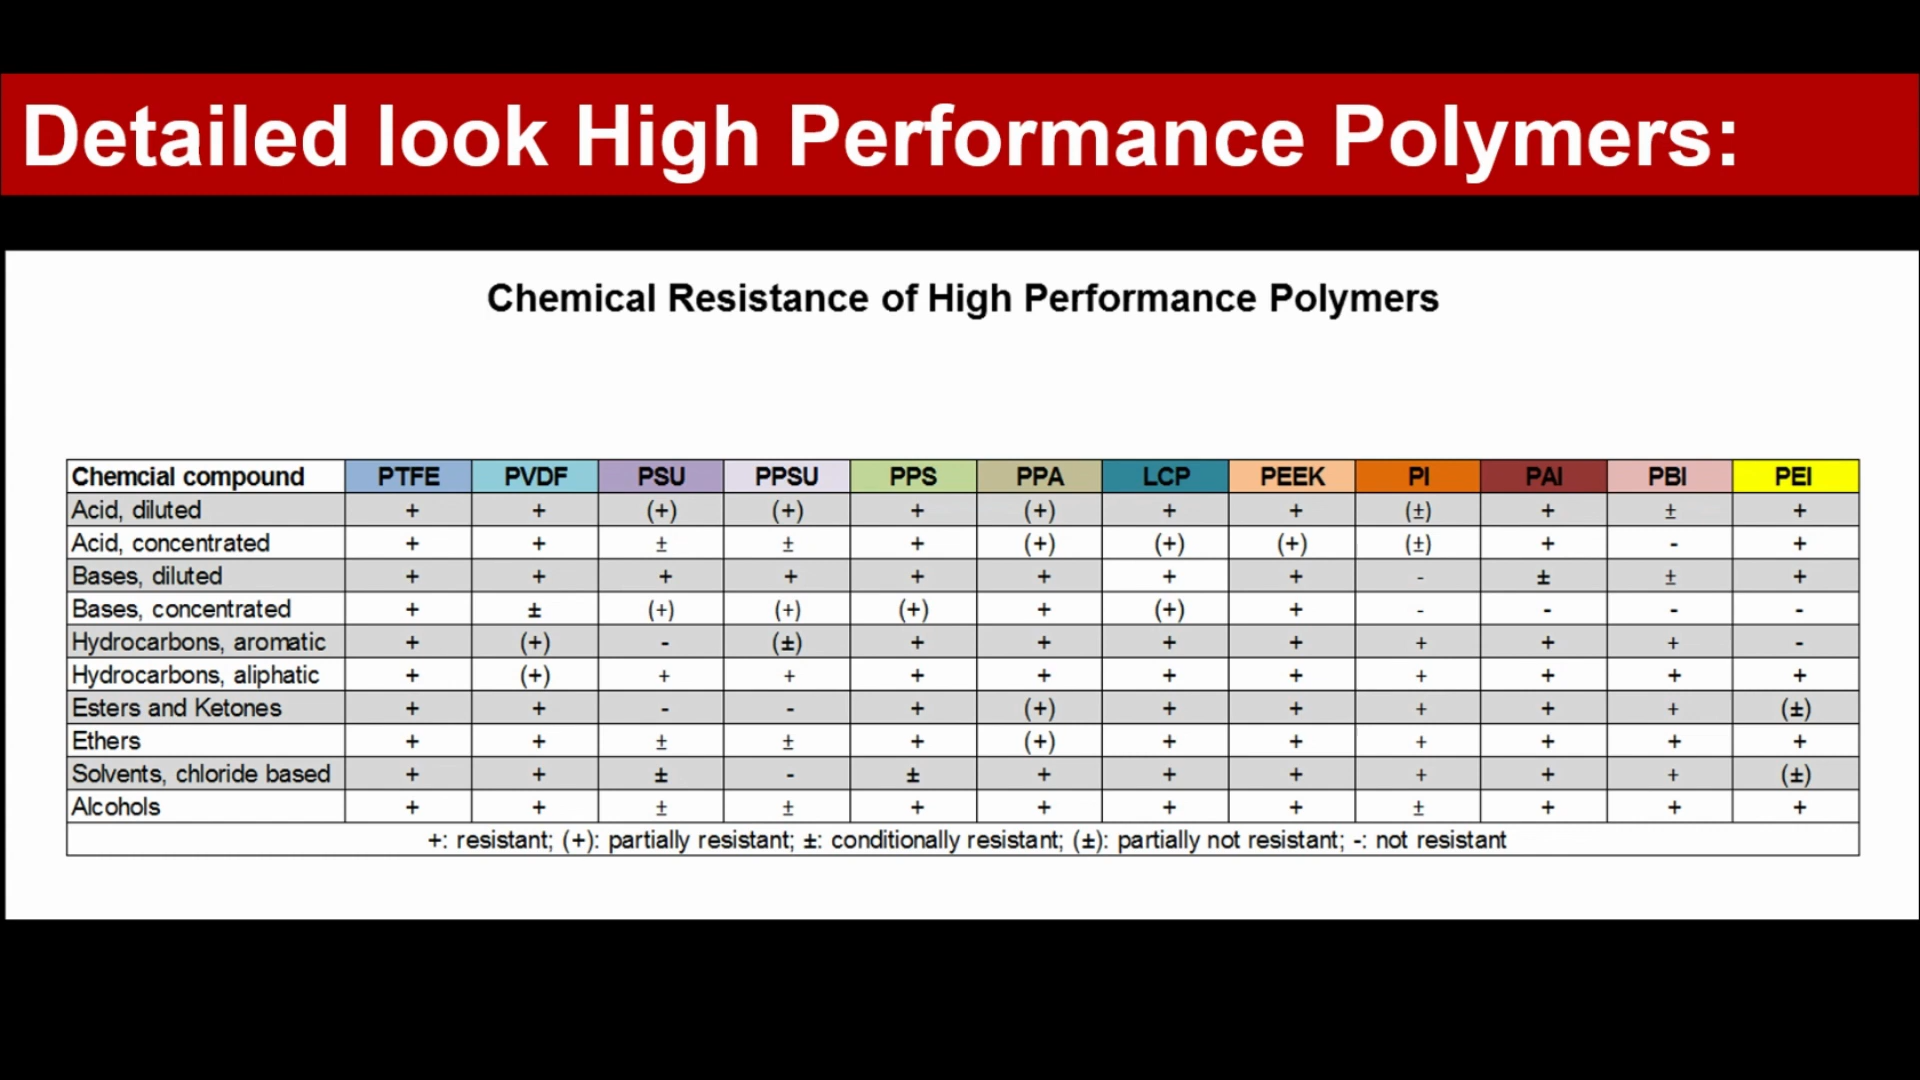 Detailed look High Performance Polymers:
Chemical Resistance of High Performance Polymers
Chemcial compound PTFE PVDF PSU PPSU PPS PPA LCP PEEK PI PAI PBI PEI
Acid, diluted + + (+) (+) + (+) + + (±) + ± +
Acid, concentrated + + ± ± + (+) (+) (+) (±) + - +
Bases, diluted + + + + + + + + - ± ± +
Bases, concentrated + ± (+) (+) (+) + (+) + - - - -
Hydrocarbons, aromatic + (+) - (±) + + + + + + + -
Hydrocarbons, aliphatic + (+) + + + + + + + + + +
Esters and Ketones + + - - + (+) + + + + + (±)
Ethers + + ± ± + (+) + + + + + +
Solvents, chloride based + + ± - ± + + + + + + (±)
Alcohols + + ± ± + + + + ± + + +
+: resistant; (+): partially resistant; ±: conditionally resistant; (±): partially not resistant; -: not resistant